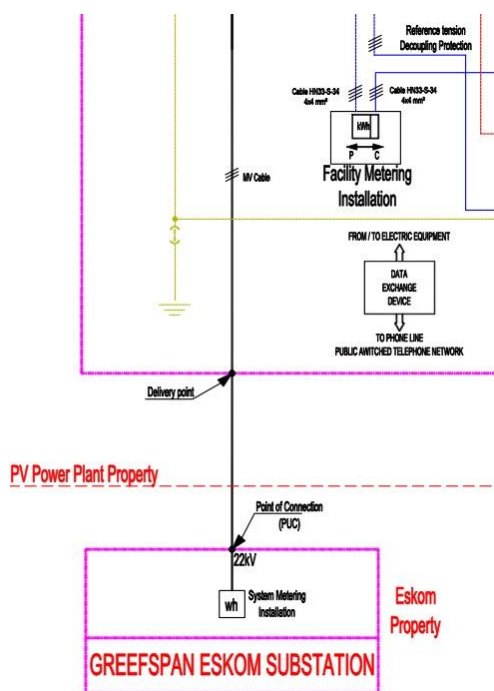 Reference tension
Decoupling Protection
Cable HN33-S-34
4x4 mm²
Cable HN33-S-34
4x4 mm²
kWh
P C
Facility Metering
Installation
MV Cable
FROM / TO ELECTRIC EQUIPMENT
DATA
EXCHANGE
DEVICE
TO PHONE LINE
PUBLIC AWITCHED TELEPHONE NETWORK
Delivery point
PV Power Plant Property
Point of Connection
(PUC)
22kV
wh
System Metering
Installation
Eskom
Property
GREEFSPAN ESKOM SUBSTATION